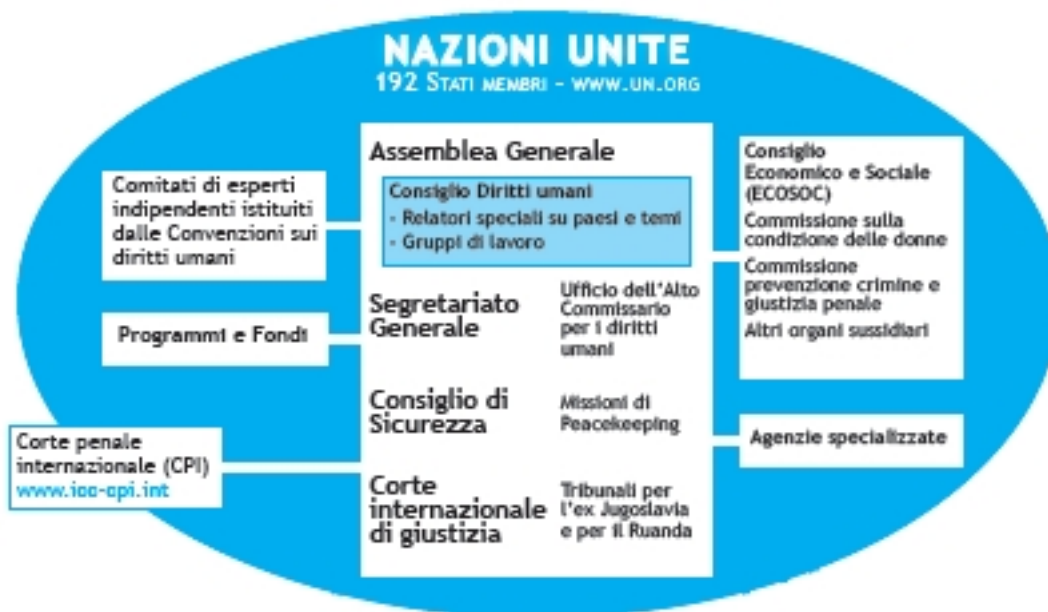 NAZIONI UNITE
192 STATI MEMBRI - WWW.UN.ORG
Comitati di esperti
indipendenti istituiti
dalle Convenzioni sui
diritti umani
Programmi e Fondi
Corte penale
internazionale (CPI)
www.icc-cpi.int
Assemblea Generale
Consiglio Diritti umani
- Relatori speciali su paesi e temi
- Gruppi di lavoro
Segretariato
Generale
Ufficio dell'Alto
Commissario
per i diritti
umani
Consiglio di
Sicurezza
Missioni di
Peacekeeping
Corte
internazionale
di giustizia
Tribunali per
l'ex Jugoslavia
e per il Ruanda
Consiglio
Economico e Sociale
(ECOSOC)
Commissione sulla
condizione delle donne
Commissione
prevenzione crimine e
giustizia penale
Altri organi sussidiari
Agenzie specializzate